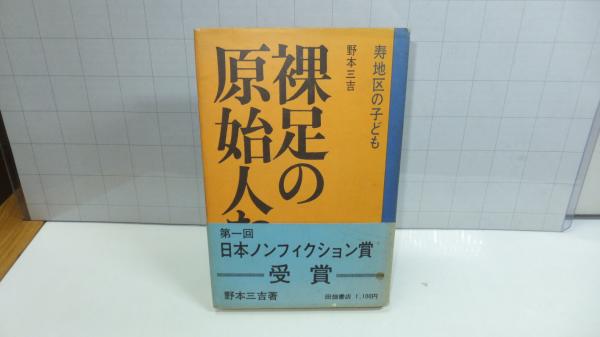 寿地区の子ども
野本三吉
裸足の
原始人た
第一回
日本ノンフィクション賞
受賞
野本三吉著
田畑書店 1,100円